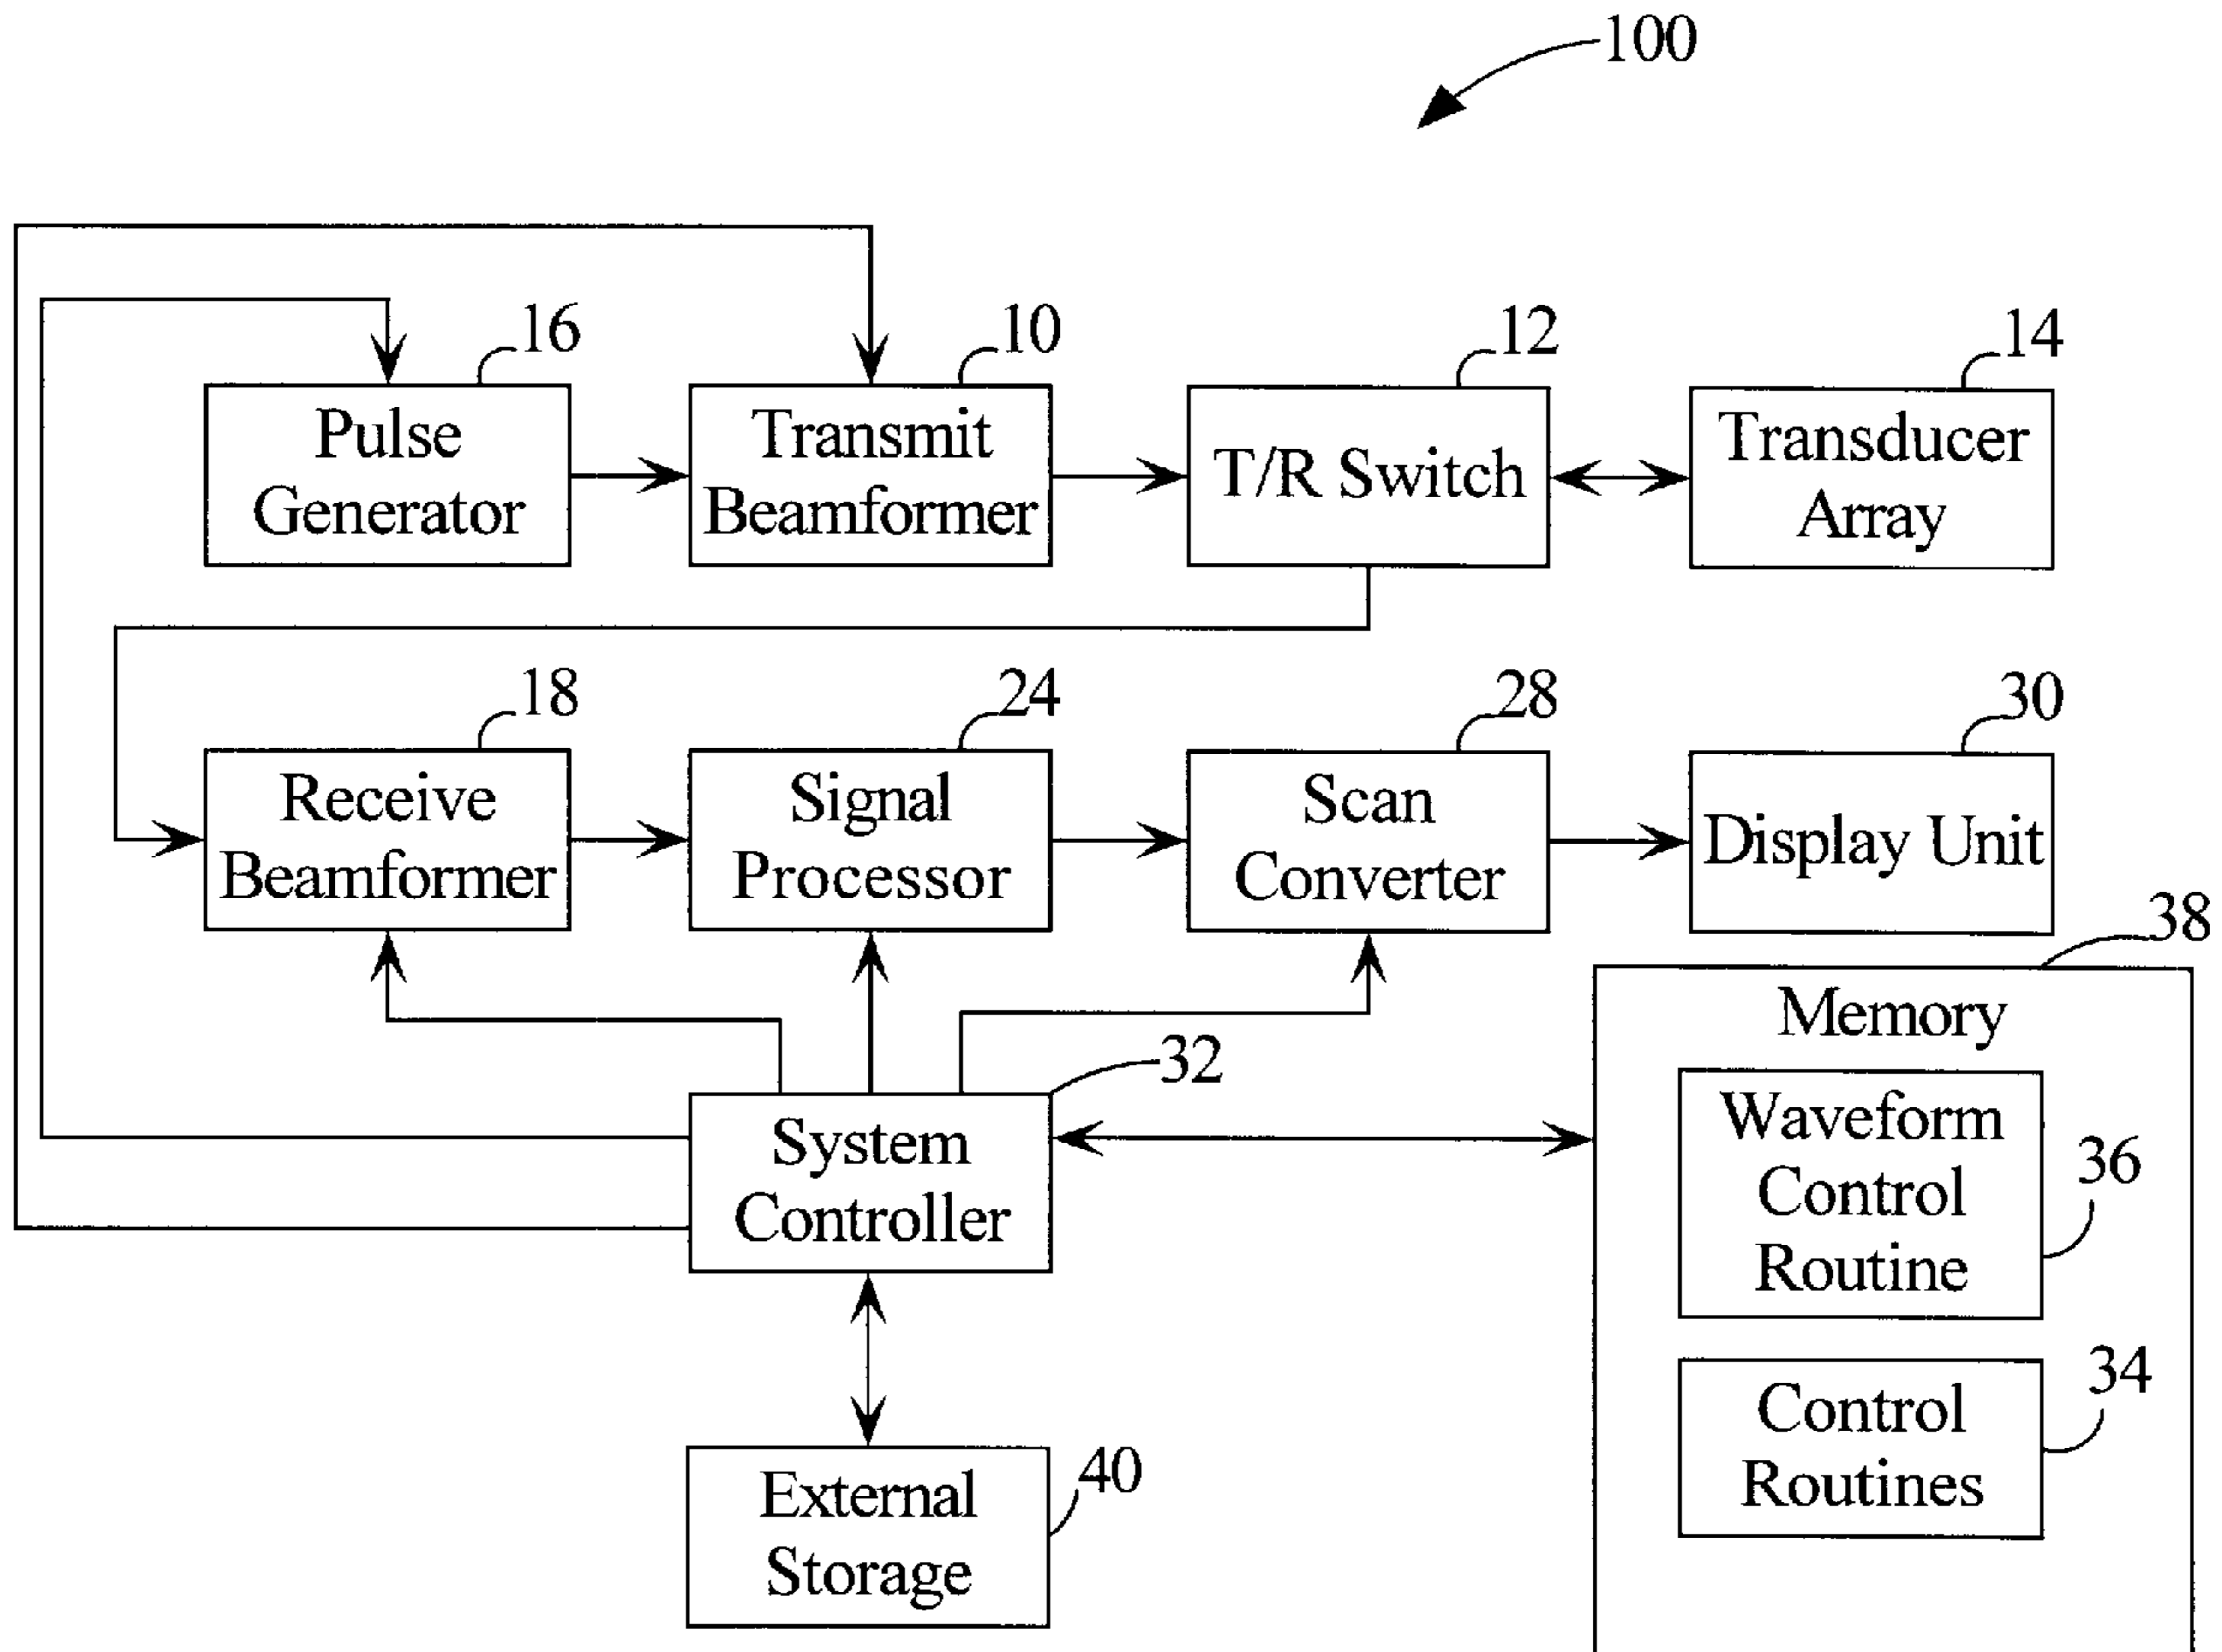 100
16
10
12
14
Pulse
Generator
Transmit
Beamformer
T/R Switch
Transducer
Array
18
24
28
30
Receive
Beamformer
Signal
Processor
Scan
Converter
Display Unit
38
Memory
32
System
Controller
Waveform
Control
Routine
36
Control
Routines
34
External
Storage
40